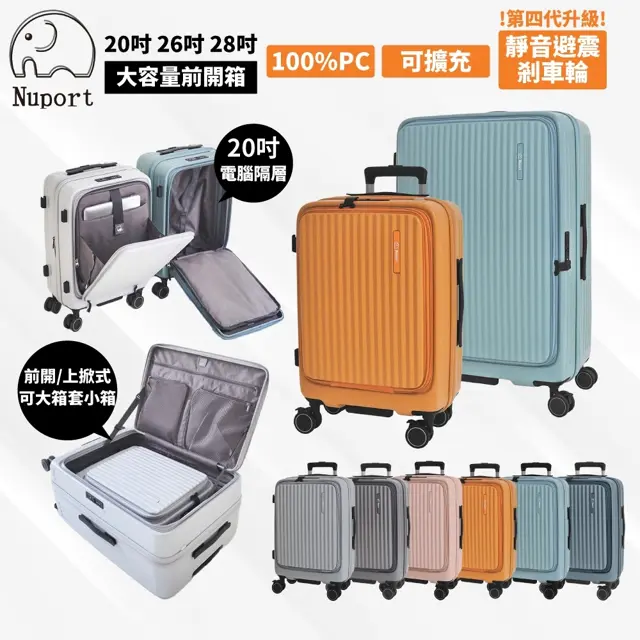 Nuport
20吋 26吋 28吋
大容量前開箱
100%PC
可擴充
!第四代升級!
靜音避震
剎車輪
20吋
電腦隔層
前開/上掀式
可大箱套小箱